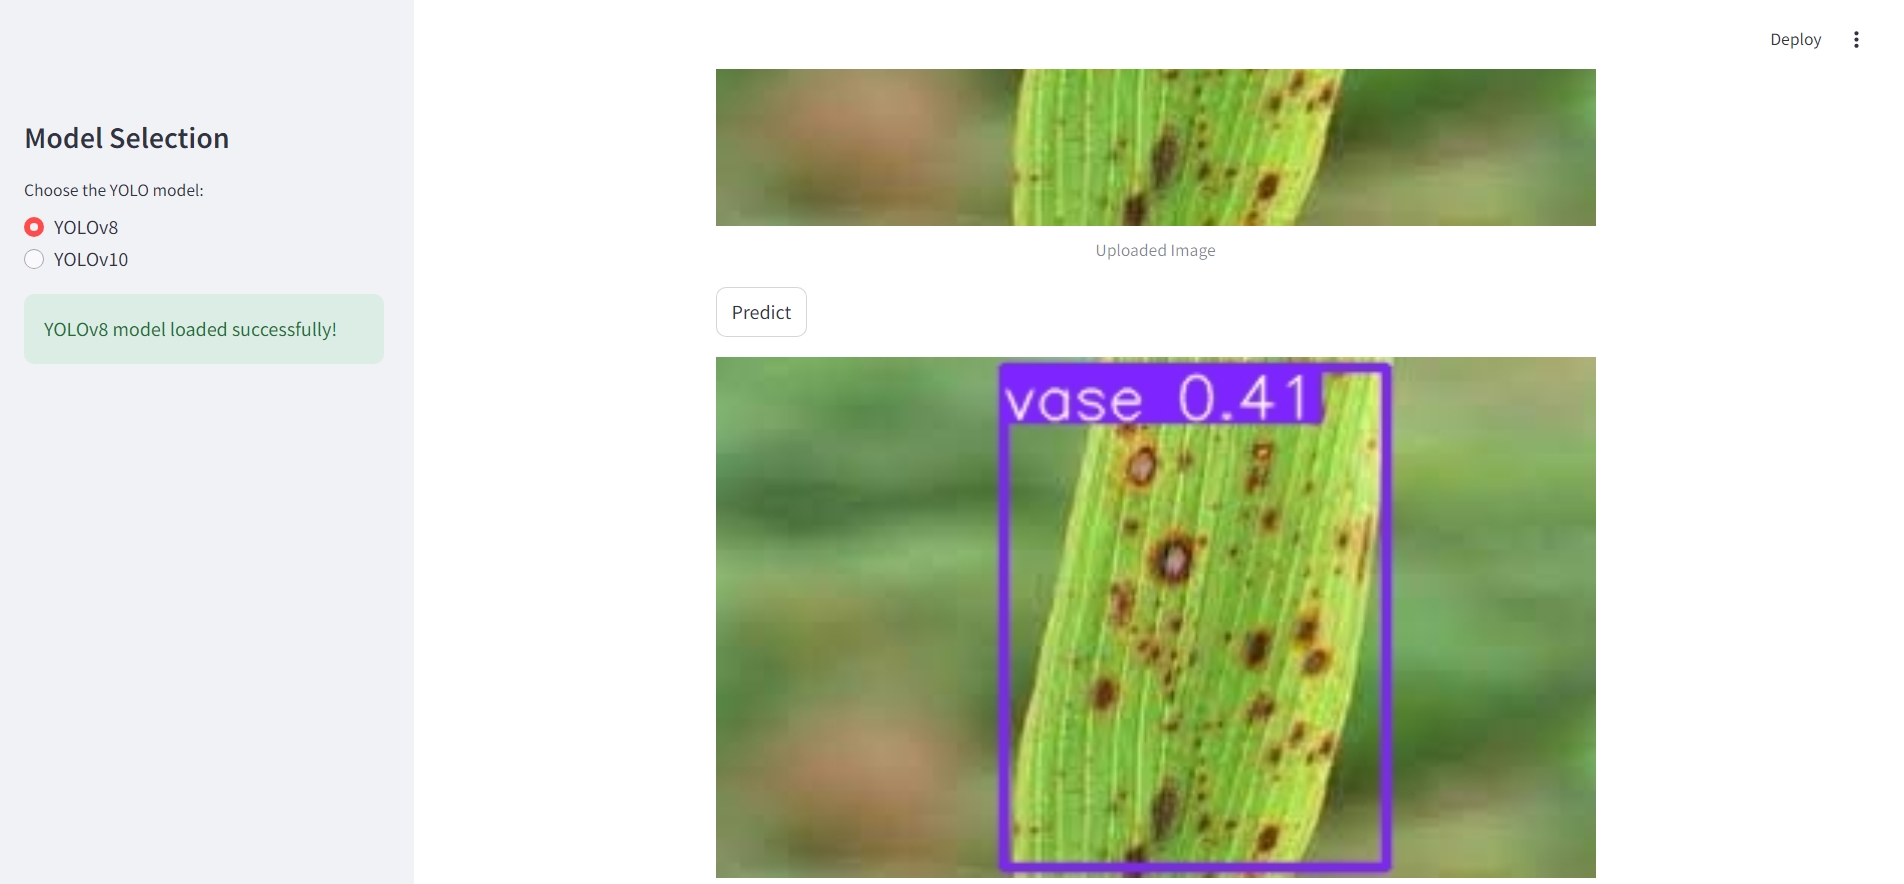 Deploy
Model Selection
Choose the YOLO model:
YOLOv8
YOLOv10
YOLOv8 model loaded successfully!
Uploaded Image
Predict
vase 0.41